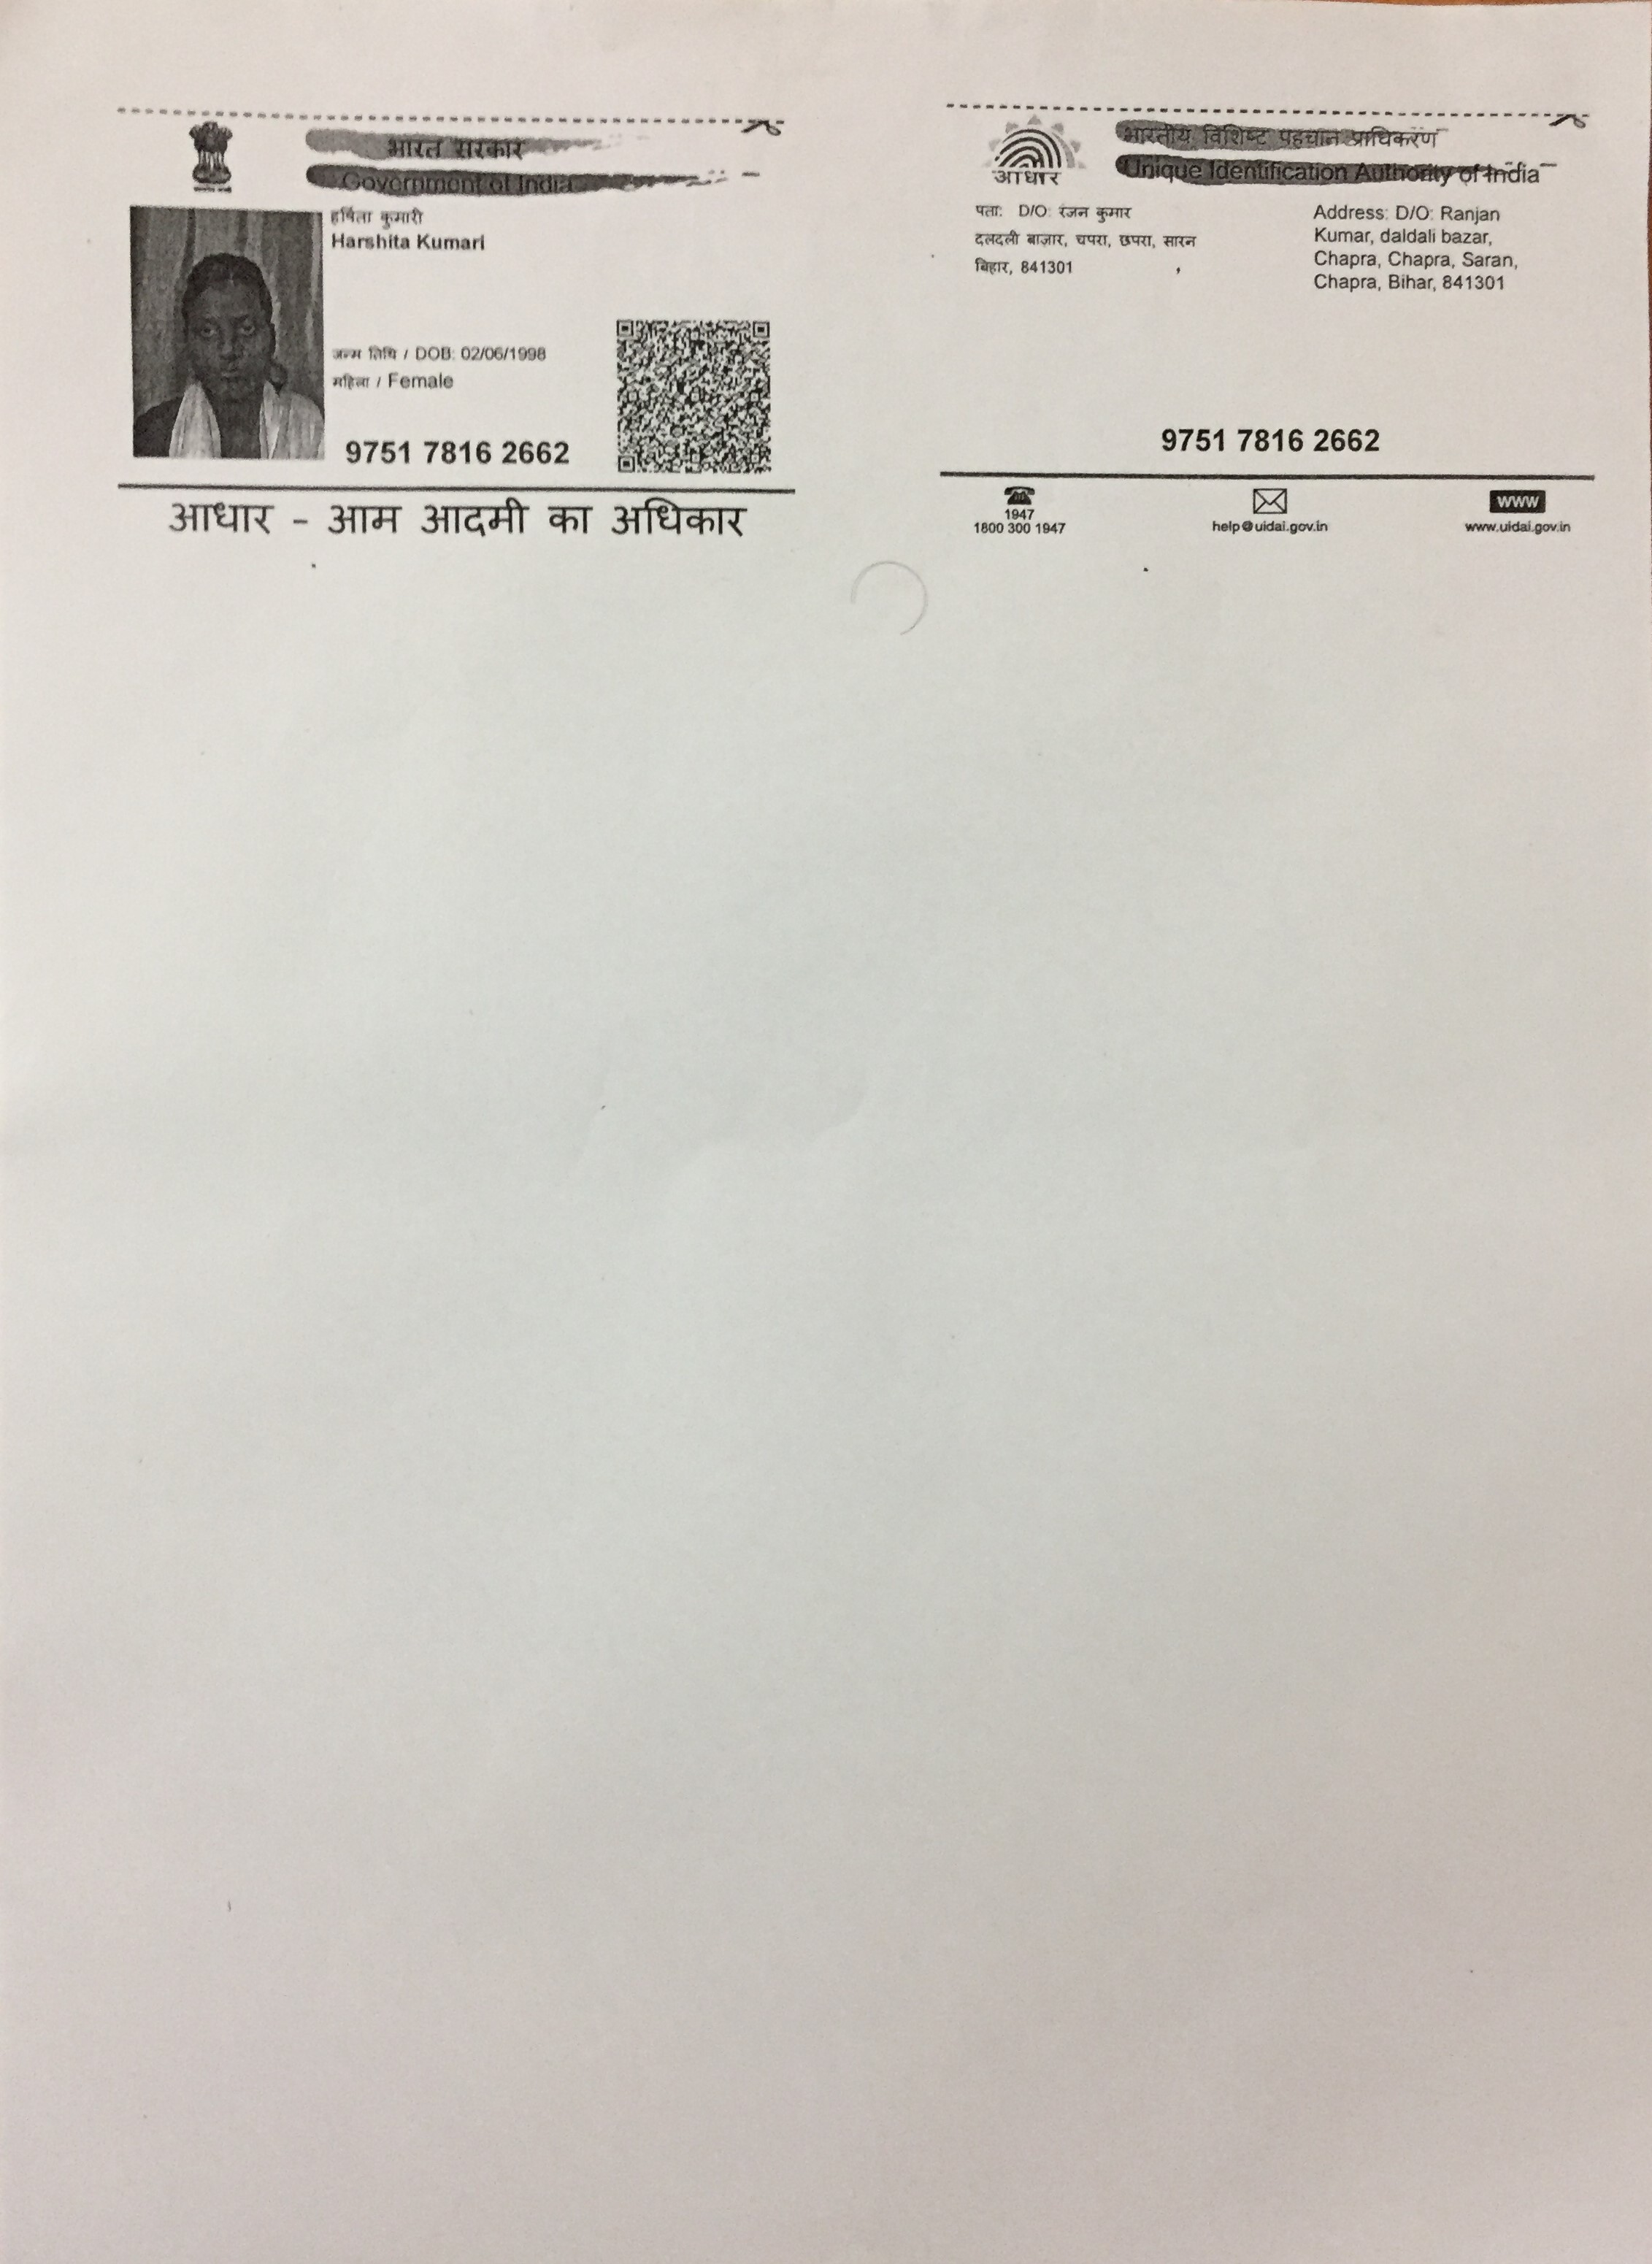 भारत सरकार
Government of India
हर्षिता कुमारी
Harshita Kumari
जन्म तिथि / DOB: 02/06/1998
महिला / Female
9751 7816 2662
आधार - आम आदमी का अधिकार
भारतीय विशिष्ट पहचान प्राधिकरण
Unique Identification Authority of India
आधार
पता: D/O: रंजन कुमार
दलदली बाज़ार, चपरा, छपरा, सारन
बिहार, 841301
Address: D/O: Ranjan
Kumar, daldali bazar,
Chapra, Chapra, Saran,
Chapra, Bihar, 841301
9751 7816 2662
1947
1800 300 1947
help@uidai.gov.in
www
www.uidai.gov.in